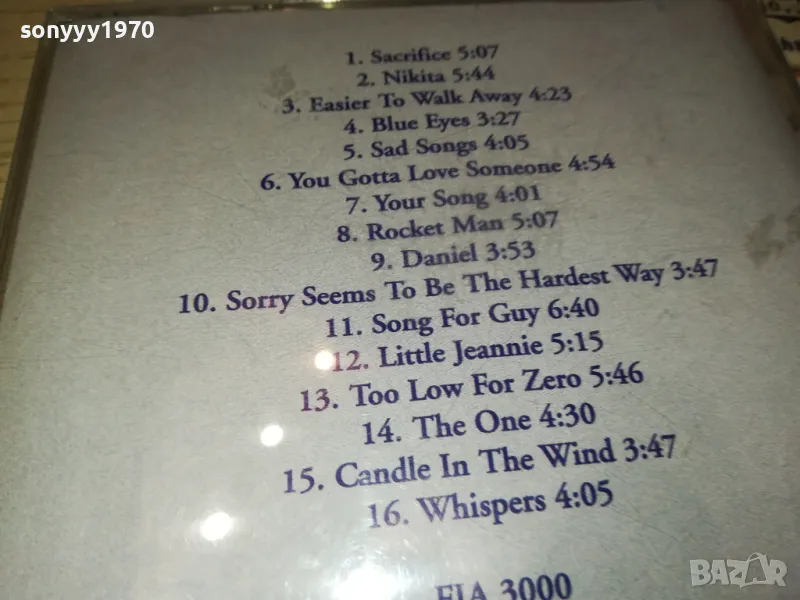 sonyyy1970
1. Sacrifice 5:07
2. Nikita 5:44
3. Easier To Walk Away 4:23
4. Blue Eyes 3:27
5. Sad Songs 4:05
6. You Gotta Love Someone 4:54
7. Your Song 4:01
8. Rocket Man 5:07
9. Daniel 3:53
10. Sorry Seems To Be The Hardest Way 3:47
11. Song For Guy 6:40
12. Little Jeannie 5:15
13. Too Low For Zero 5:46
14. The One 4:30
15. Candle In The Wind 3:47
16. Whispers 4:05
3000
BAZAR